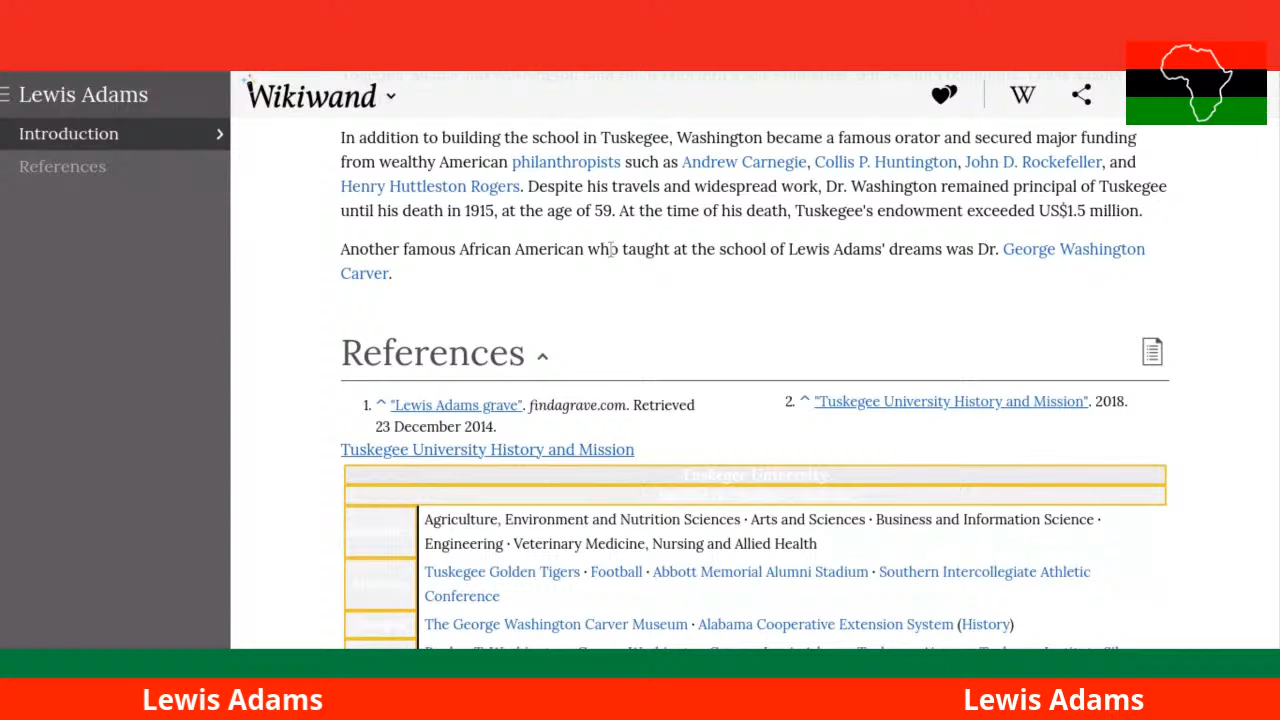 Lewis Adams
Introduction
References
Wikiwand
W
In addition to building the school in Tuskegee, Washington became a famous orator and secured major funding
from wealthy American philanthropists such as Andrew Carnegie, Collis P. Huntington, John D. Rockefeller, and
Henry Huttleston Rogers. Despite his travels and widespread work, Dr. Washington remained principal of Tuskegee
until his death in 1915, at the age of 59. At the time of his death, Tuskegee's endowment exceeded US$1.5 million.
Another famous African American who taught at the school of Lewis Adams' dreams was Dr. George Washington
Carver.
References
1. ^ "Lewis Adams grave". findagrave.com. Retrieved
23 December 2014.
2. ^ "Tuskegee University History and Mission". 2018.
Tuskegee University History and Mission
Tuskegee University
Agriculture, Environment and Nutrition Sciences · Arts and Sciences · Business and Information Science ·
Engineering · Veterinary Medicine, Nursing and Allied Health
Tuskegee Golden Tigers · Football · Abbott Memorial Alumni Stadium · Southern Intercollegiate Athletic
Conference
The George Washington Carver Museum · Alabama Cooperative Extension System (History)
Lewis Adams
Lewis Adams